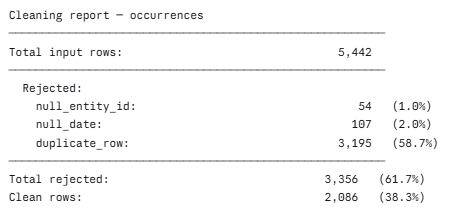 Cleaning report — occurrences
Total input rows: 5,442
Rejected:
null_entity_id: 54 (1.0%)
null_date: 107 (2.0%)
duplicate_row: 3,195 (58.7%)
Total rejected: 3,356 (61.7%)
Clean rows: 2,086 (38.3%)